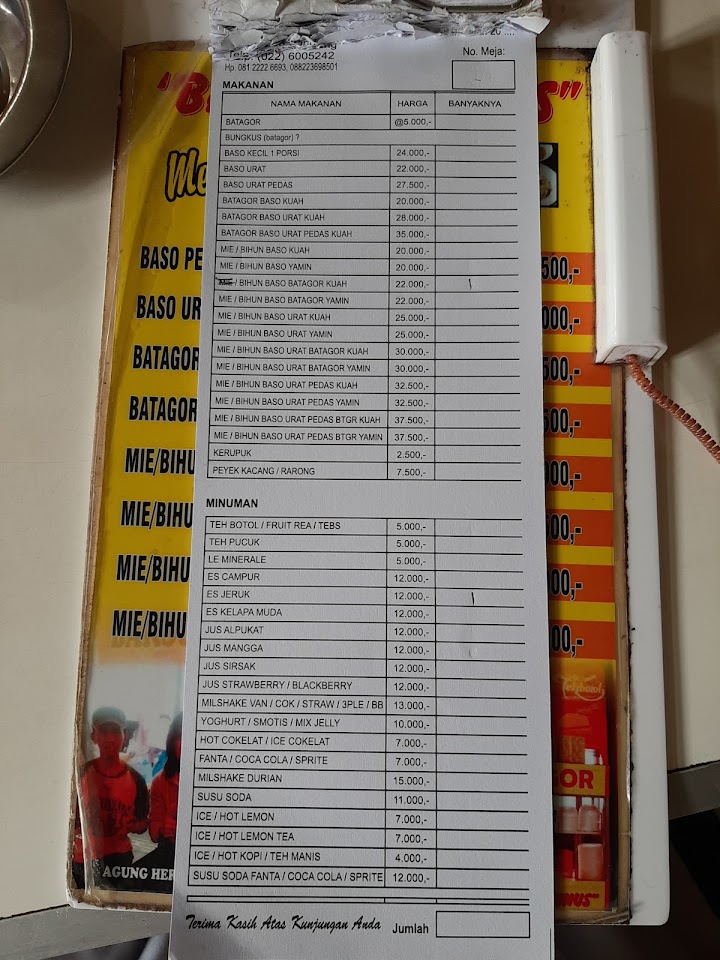 (022) 6005242
No. Meja:
Hp. 081 2222 6693, 088223698501
MAKANAN
NAMA MAKANAN HARGA BANYAKNYA
BATAGOR @5.000,-
BUNGKUS (batagor) ?
BASO KECIL 1 PORSI 24.000,-
BASO URAT 22.000,-
BASO URAT PEDAS 27.500,-
BATAGOR BASO KUAH 20.000,-
BATAGOR BASO URAT KUAH 28.000,-
BATAGOR BASO URAT PEDAS KUAH 35.000,-
MIE / BIHUN BASO KUAH 20.000,-
MIE / BIHUN BASO YAMIN 20.000,-
MIE / BIHUN BASO BATAGOR KUAH 22.000,- |
MIE / BIHUN BASO BATAGOR YAMIN 22.000,-
MIE / BIHUN BASO URAT KUAH 25.000,-
MIE / BIHUN BASO URAT YAMIN 25.000,-
MIE / BIHUN BASO URAT BATAGOR KUAH 30.000,-
MIE / BIHUN BASO URAT BATAGOR YAMIN 30.000,-
MIE / BIHUN BASO URAT PEDAS KUAH 32.500,-
MIE / BIHUN BASO URAT PEDAS YAMIN 32.500,-
MIE / BIHUN BASO URAT PEDAS BTGR KUAH 37.500,-
MIE / BIHUN BASO URAT PEDAS BTGR YAMIN 37.500,-
KERUPUK 2.500,-
PEYEK KACANG / RARONG 7.500,-
MINUMAN
TEH BOTOL / FRUIT REA / TEBS 5.000,-
TEH PUCUK 5.000,-
LE MINERALE 5.000,-
ES CAMPUR 12.000,-
ES JERUK 12.000,- |
ES KELAPA MUDA 12.000,-
JUS ALPUKAT 12.000,-
JUS MANGGA 12.000,-
JUS SIRSAK 12.000,-
JUS STRAWBERRY / BLACKBERRY 12.000,-
MILSHAKE VAN / COK / STRAW / 3PLE / BB 13.000,-
YOGHURT / SMOTIS / MIX JELLY 10.000,-
HOT COKELAT / ICE COKELAT 7.000,-
FANTA / COCA COLA / SPRITE 7.000,-
MILSHAKE DURIAN 15.000,-
SUSU SODA 11.000,-
ICE / HOT LEMON 7.000,-
ICE / HOT LEMON TEA 7.000,-
ICE / HOT KOPI / TEH MANIS 4.000,-
SUSU SODA FANTA / COCA COLA / SPRITE 12.000,-
Terima Kasih Atas Kunjungan Anda Jumlah
BASO PE 500,-
BASO UR 000,-
BATAGOR 500,-
BATAGOR 500,-
MIE/BIHU 000,-
MIE/BIHU 500,-
MIE/BIHU 00,-
MIE/BIHU 00,-
AGUNG HER